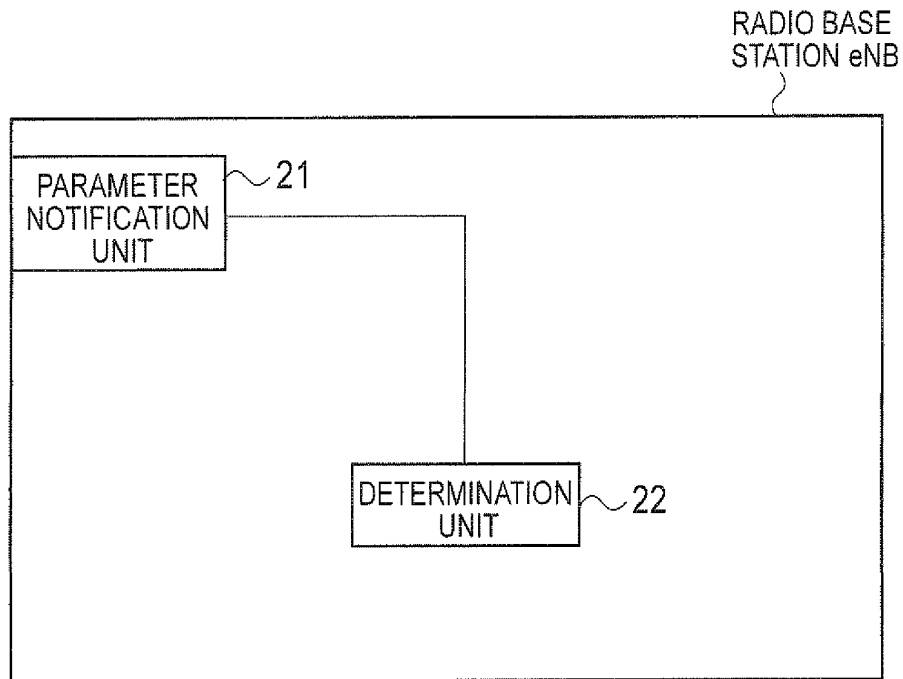 RADIO BASE
STATION eNB
PARAMETER
NOTIFICATION
UNIT
21
DETERMINATION
UNIT
22